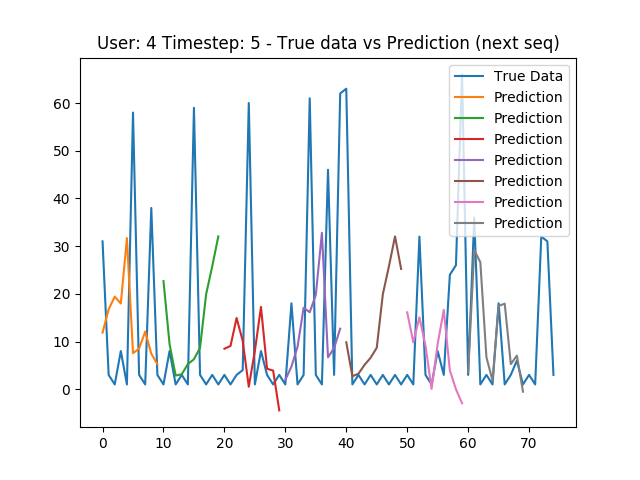 User: 4 Timestep: 5 - True data vs Prediction (next seq)
True Data
Prediction
Prediction
Prediction
Prediction
Prediction
Prediction
Prediction
60
50
40
30
20
10
0
0 10 20 30 40 50 60 70